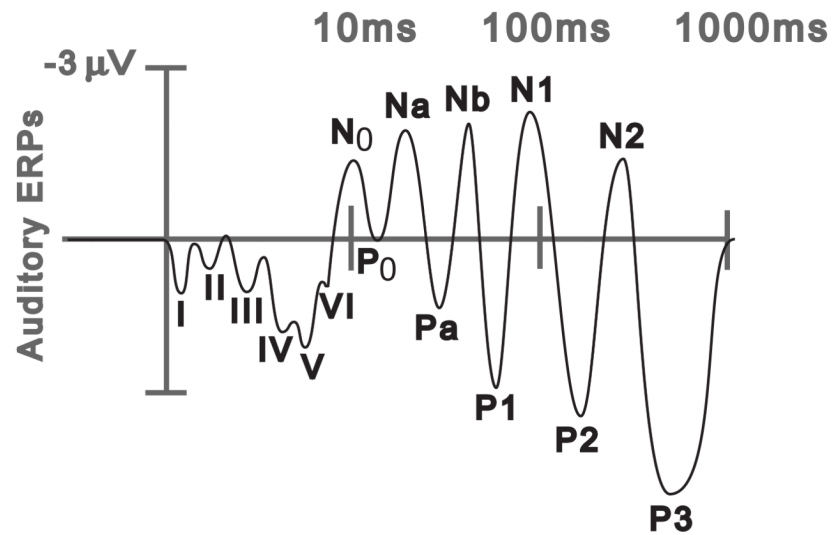 10ms 100ms 1000ms
-3 µV
Auditory ERPs
N0 Na Nb N1 N2
I II III IV V VI
P0 Pa P1 P2 P3